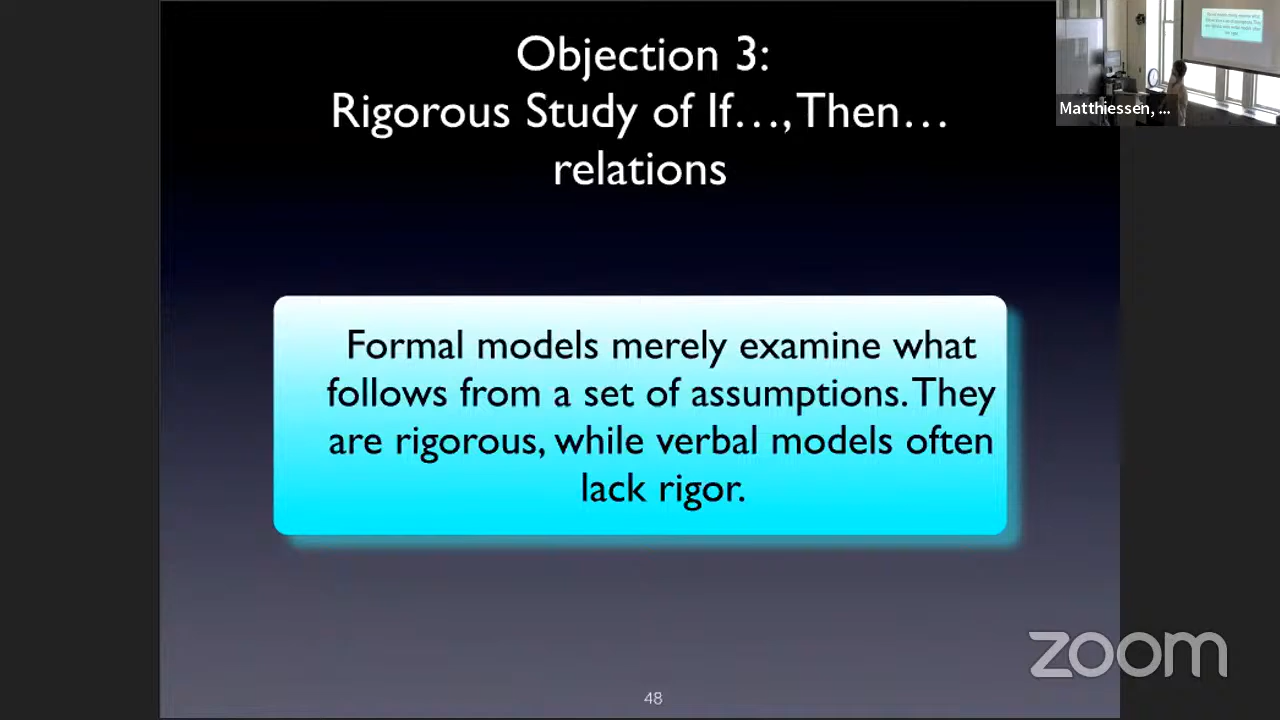 Objection 3:
Rigorous Study of If…, Then…
relations
Matthiessen, ...
Formal models merely examine what
follows from a set of assumptions. They
are rigorous, while verbal models often
lack rigor.
zoom
48